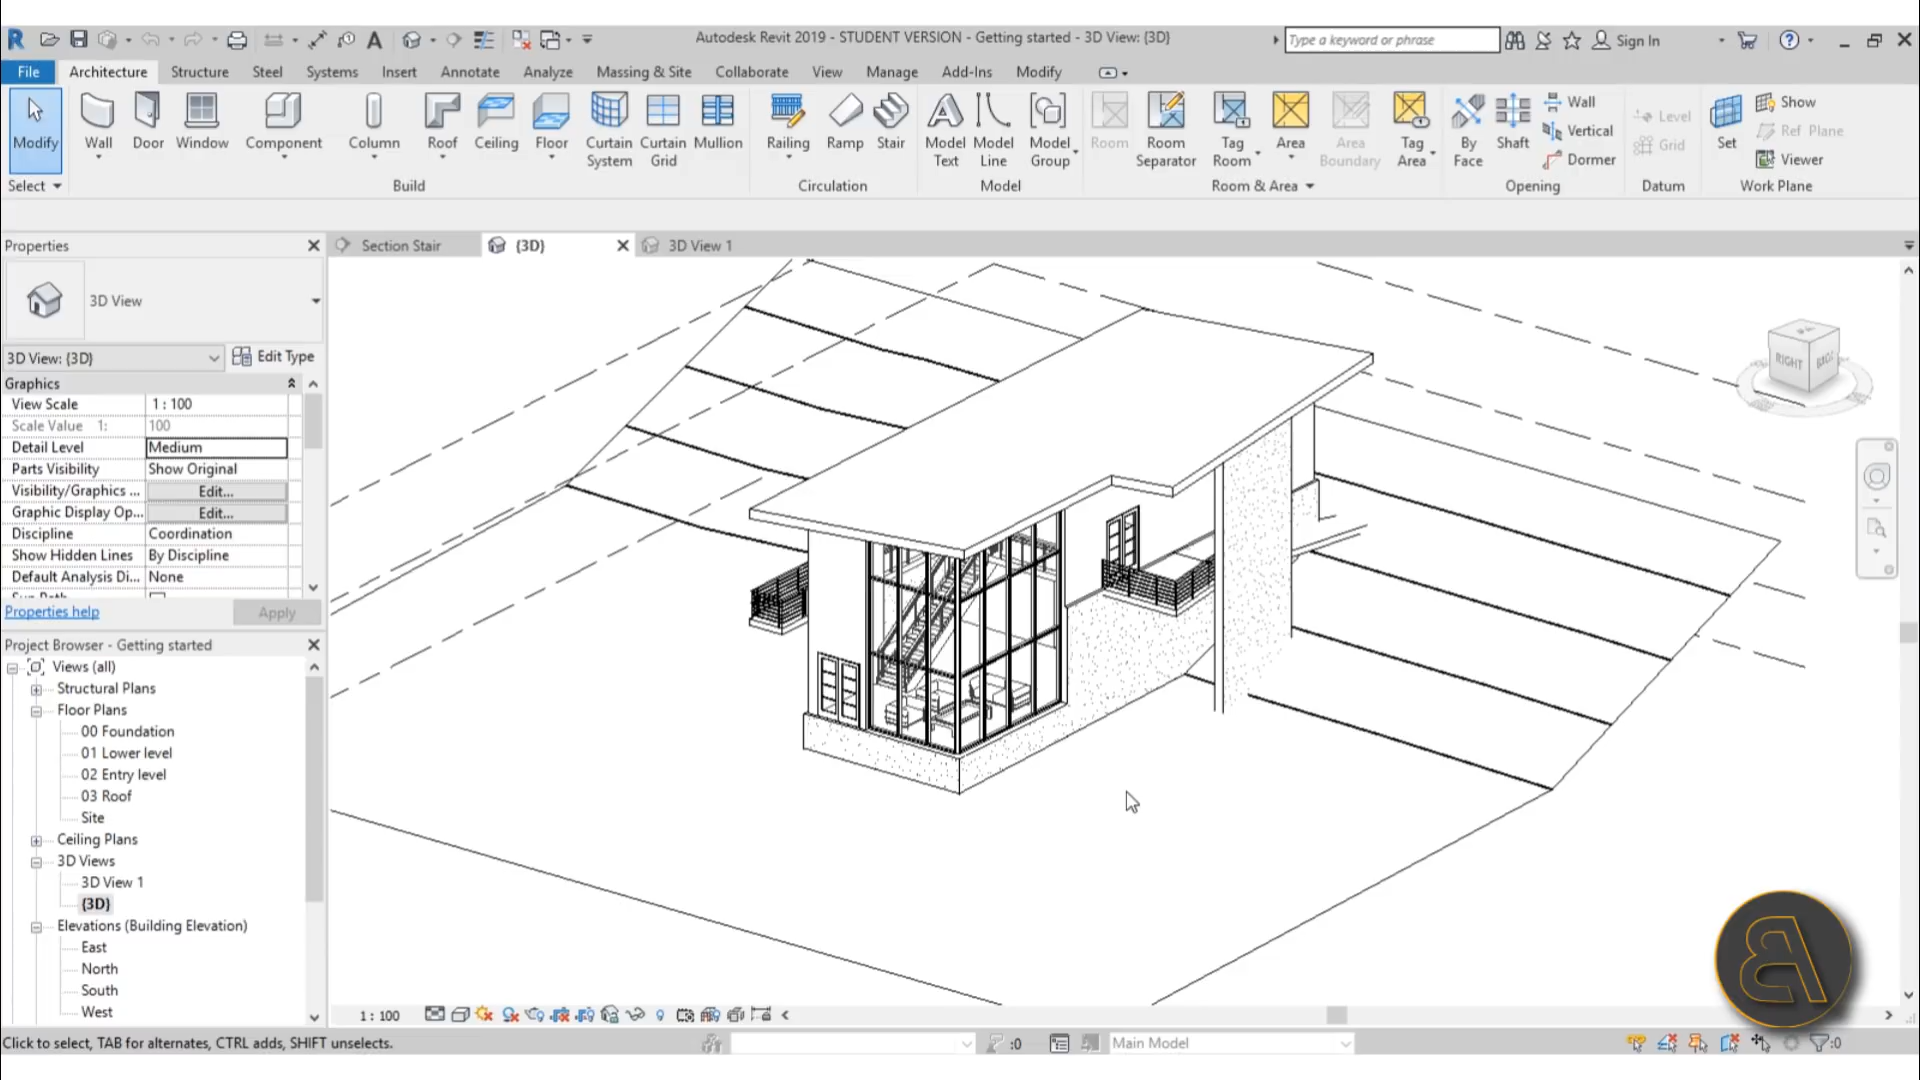 Autodesk Revit 2019 - STUDENT VERSION - Getting started - 3D View: {3D}
Type a keyword or phrase
Sign In
File Architecture Structure Steel Systems Insert Annotate Analyze Massing & Site Collaborate View Manage Add-Ins Modify
Modify Wall Door Window Component Column Roof Ceiling Floor Curtain System Curtain Grid Mullion Railing Ramp Stair Model Text Model Line Model Group Room Room Separator Tag Room Area Area Boundary Tag Area By Face Shaft Wall Vertical Dormer Level Grid Set Show Ref Plane Viewer
Select Build Circulation Model Room & Area Opening Datum Work Plane
Properties
Section Stair {3D} 3D View 1
3D View
3D View: {3D} Edit Type
Graphics
View Scale 1 : 100
Scale Value 1: 100
Detail Level Medium
Parts Visibility Show Original
Visibility/Graphics ... Edit...
Graphic Display Op... Edit...
Discipline Coordination
Show Hidden Lines By Discipline
Default Analysis Di... None
Properties help Apply
RIGHT
Project Browser - Getting started
Views (all)
Structural Plans
Floor Plans
00 Foundation
01 Lower level
02 Entry level
03 Roof
Site
Ceiling Plans
3D Views
3D View 1
{3D}
Elevations (Building Elevation)
East
North
South
West
1 : 100
Click to select, TAB for alternates, CTRL adds, SHIFT unselects.
:0
Main Model
:0